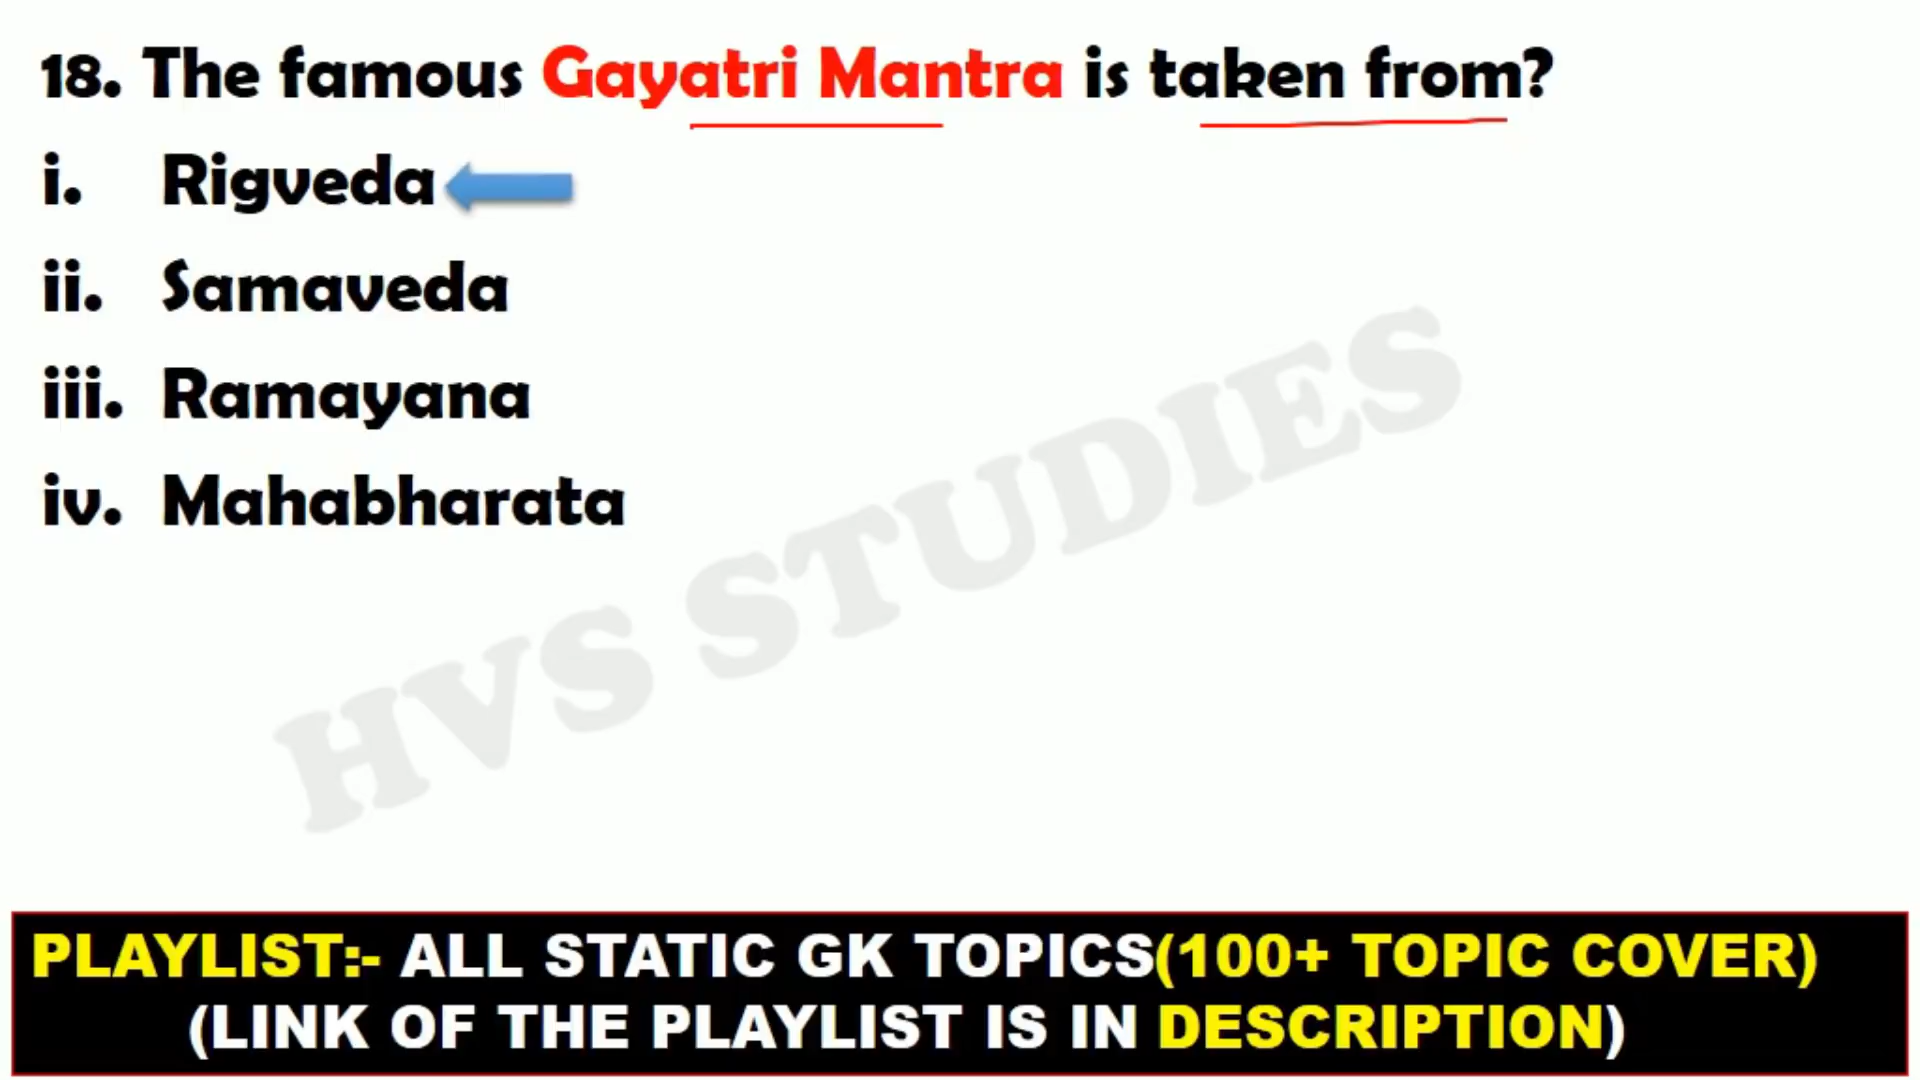 18. The famous Gayatri Mantra is taken from?
i. Rigveda
ii. Samaveda
iii. Ramayana
iv. Mahabharata
HVS STUDIES
PLAYLIST:- ALL STATIC GK TOPICS(100+ TOPIC COVER)
(LINK OF THE PLAYLIST IS IN DESCRIPTION)